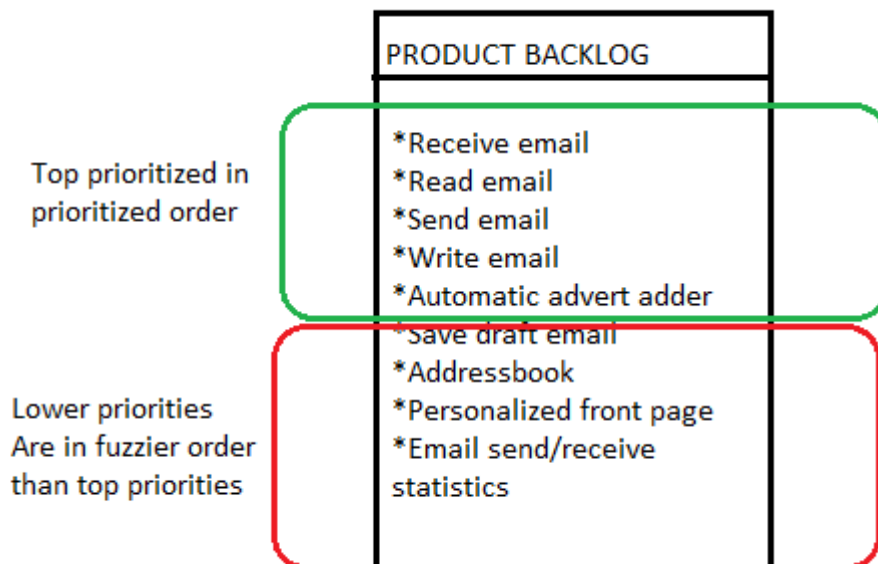 PRODUCT BACKLOG
Top prioritized in
prioritized order
*Receive email
*Read email
*Send email
*Write email
*Automatic advert adder
*Save draft email
*Addressbook
*Personalized front page
*Email send/receive
statistics
Lower priorities
Are in fuzzier order
than top priorities